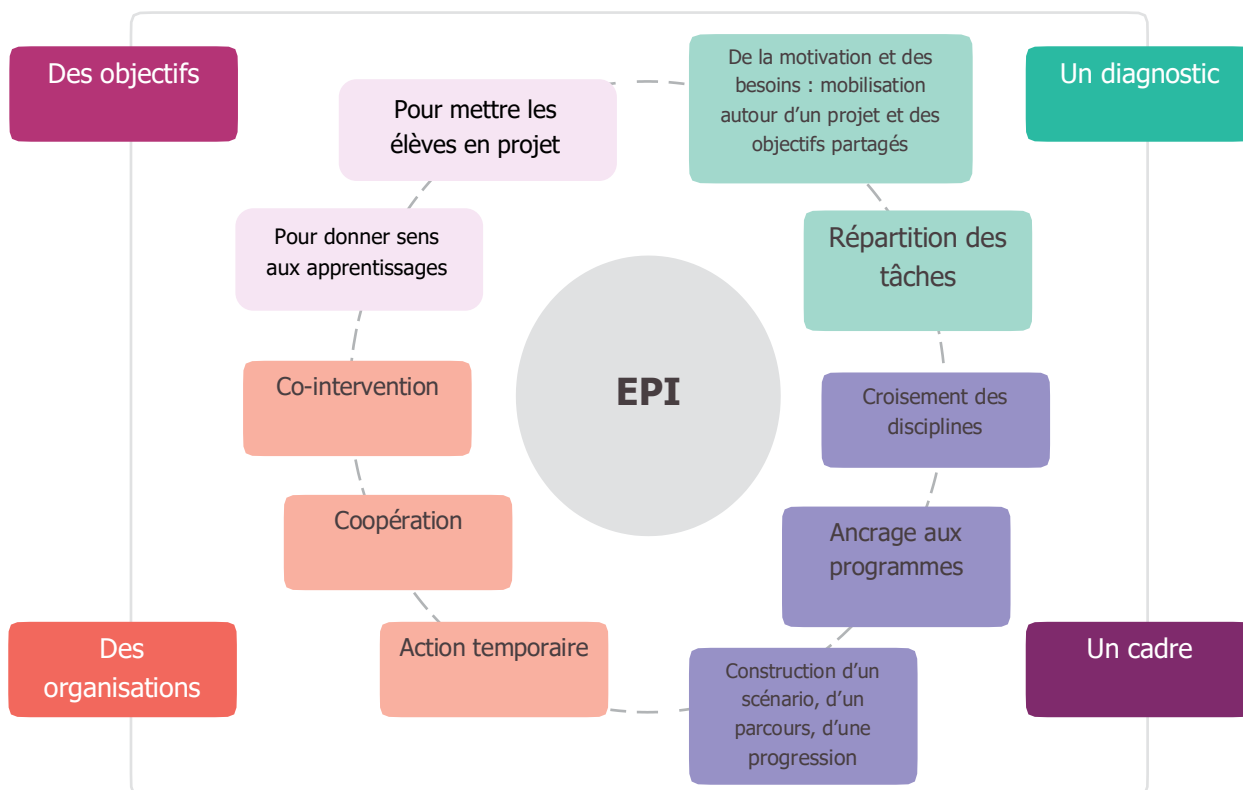 Des objectifs
Pour mettre les
élèves en projet
De la motivation et des
besoins : mobilisation
autour d'un projet et des
objectifs partagés
Un diagnostic
Pour donner sens
aux apprentissages
Répartition des
tâches
EPI
Co-intervention
Croisement des
disciplines
Coopération
Ancrage aux
programmes
Des
organisations
Action temporaire
Construction d'un
scénario, d'un
parcours, d'une
progression
Un cadre